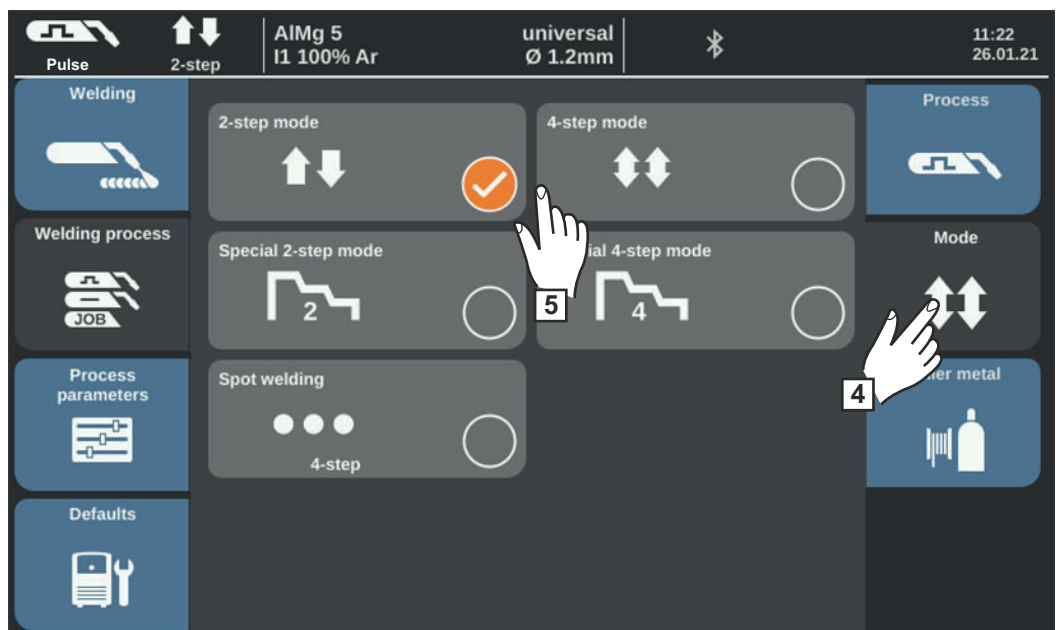 Pulse
2-step
AlMg 5
I1 100% Ar
universal
Ø 1.2mm
11:22
26.01.21
Welding
Welding process
JOB
Process
parameters
Defaults
2-step mode
4-step mode
Special 2-step mode
2
4-step mode
4
Spot welding
4-step
5
Process
Mode
metal
4